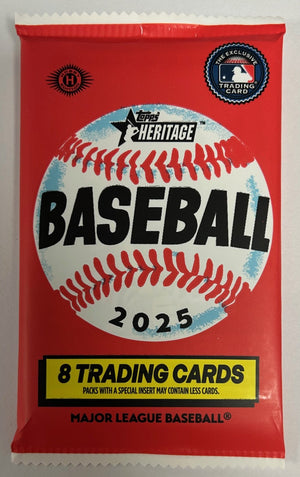 H
THE EXCLUSIVE
TRADING CARD
Topps
HERITAGE™
BASEBALL
2025
8 TRADING CARDS
PACKS WITH A SPECIAL INSERT MAY CONTAIN LESS CARDS.
MAJOR LEAGUE BASEBALL®